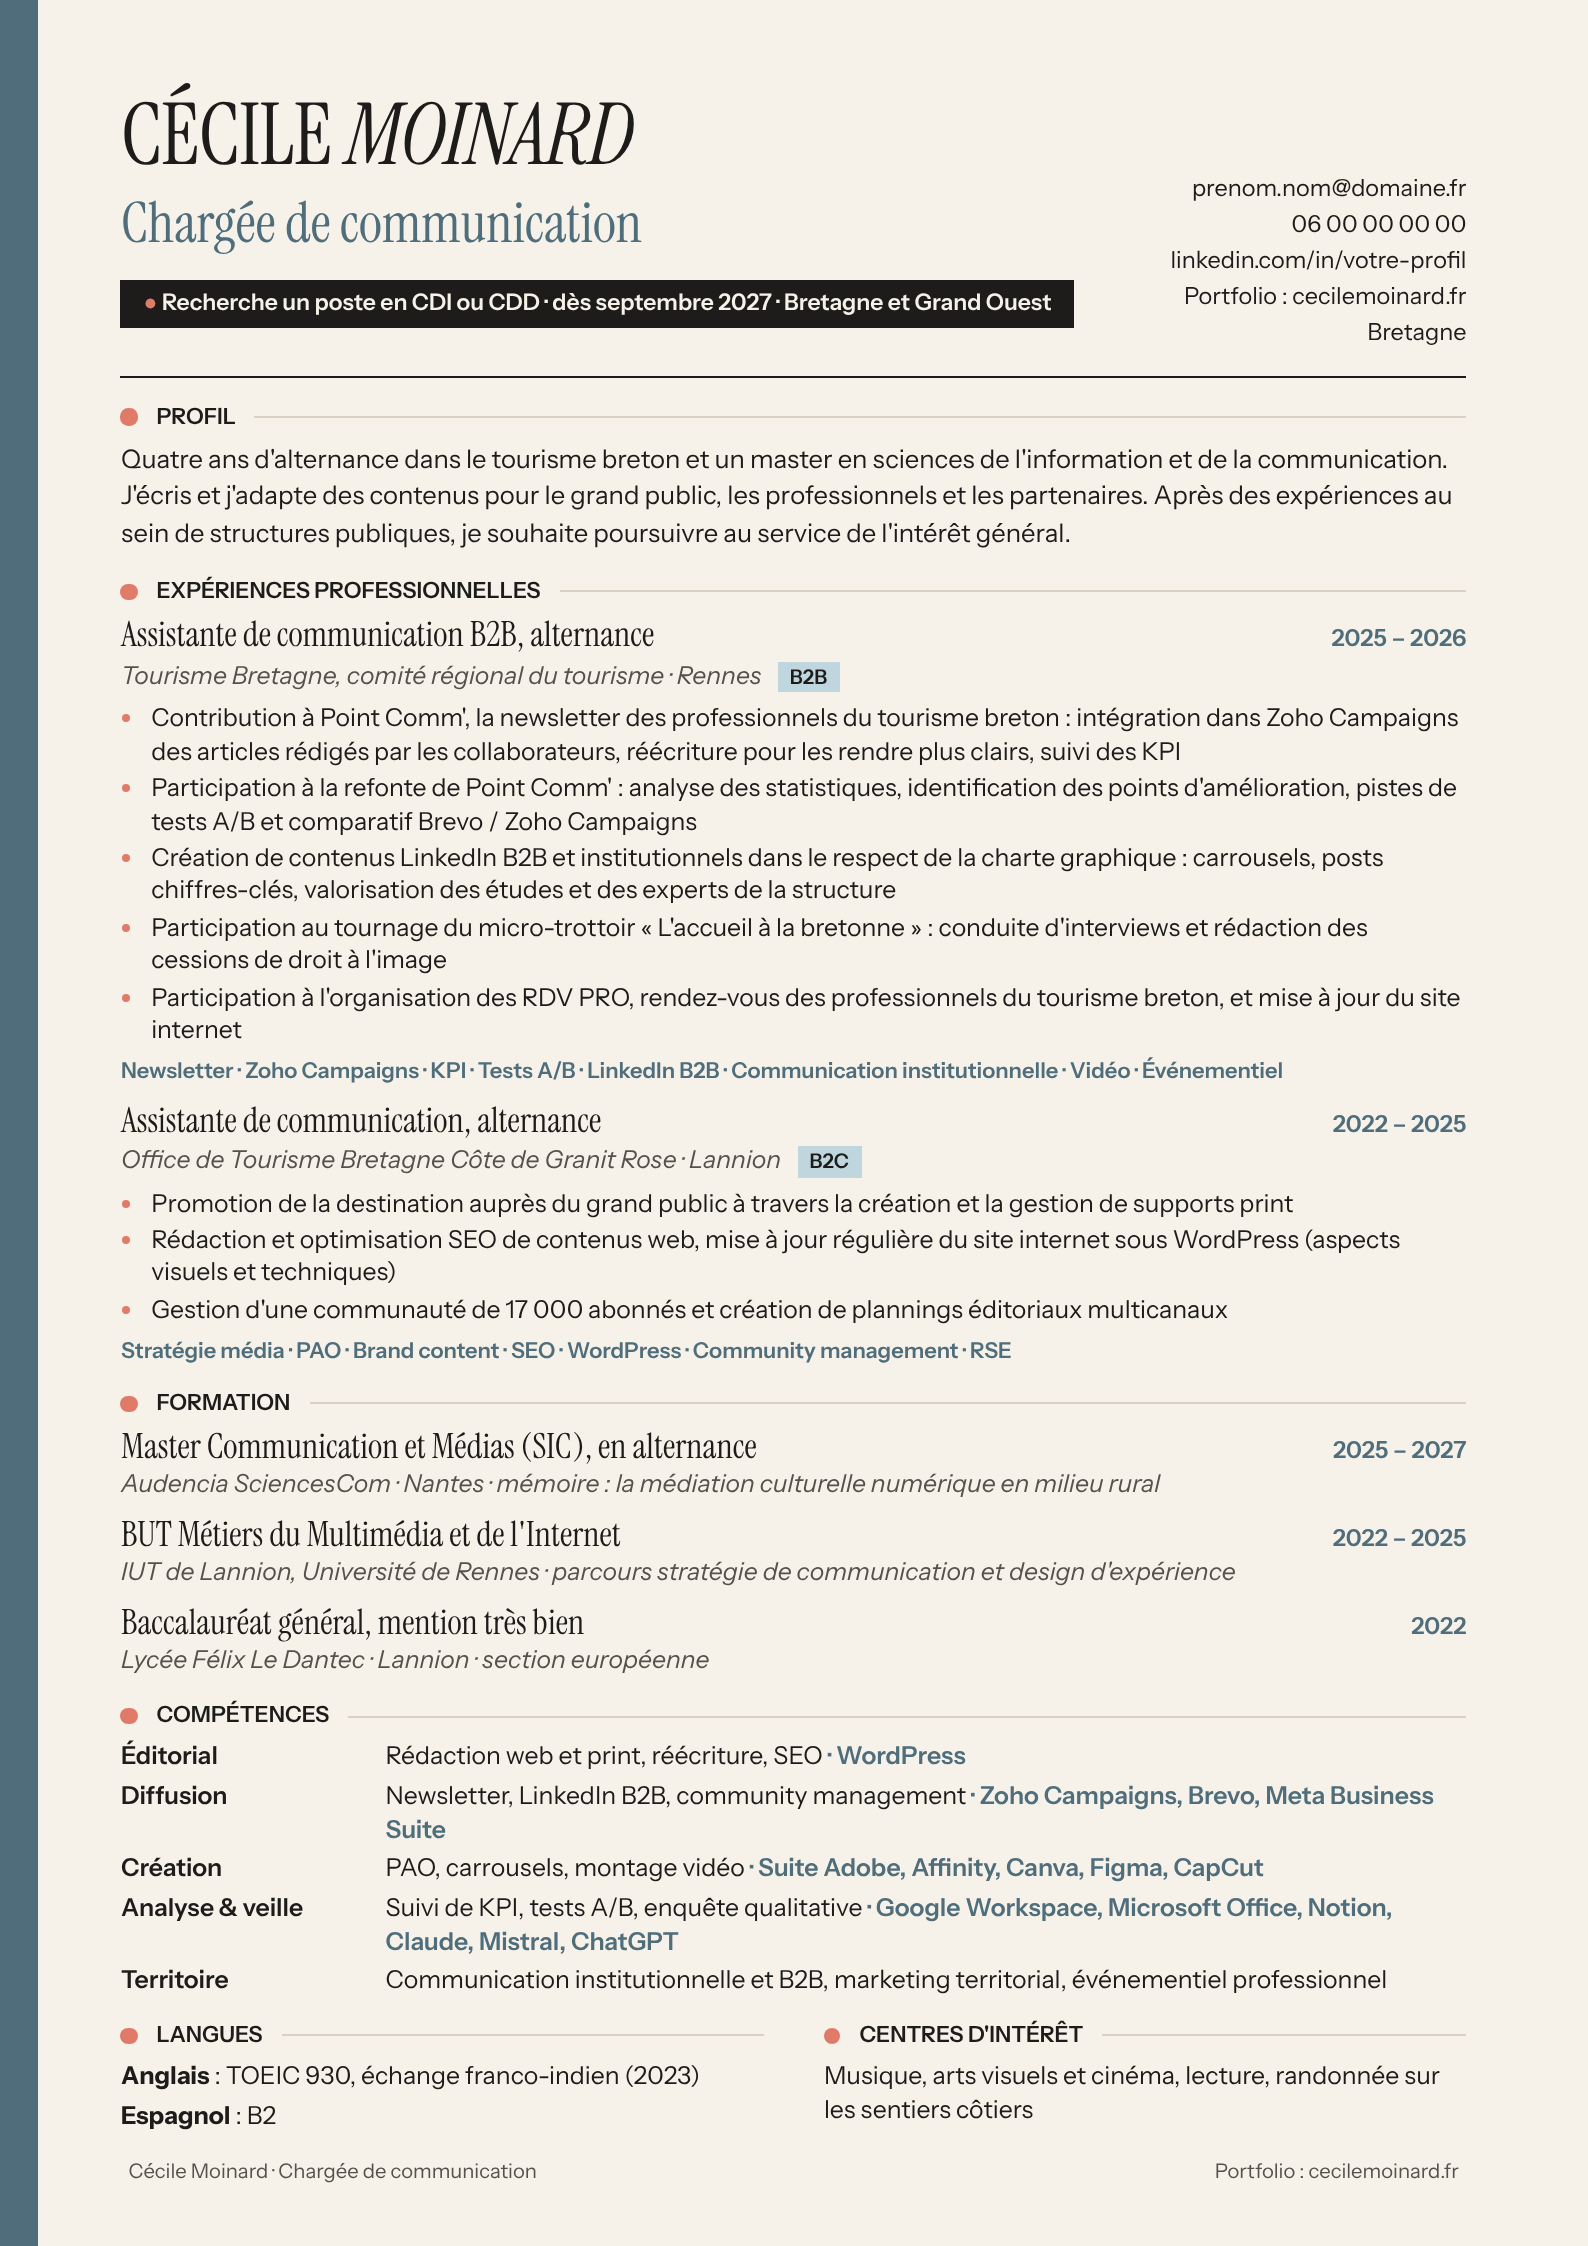 CÉCILE MOINARD
Chargée de communication
• Recherche un poste en CDI ou CDD · dès septembre 2027 · Bretagne et Grand Ouest
prenom.nom@domaine.fr
06 00 00 00 00
linkedin.com/in/votre-profil
Portfolio : cecilemoinard.fr
Bretagne
PROFIL
Quatre ans d'alternance dans le tourisme breton et un master en sciences de l'information et de la communication.
J'écris et j'adapte des contenus pour le grand public, les professionnels et les partenaires. Après des expériences au
sein de structures publiques, je souhaite poursuivre au service de l'intérêt général.
EXPÉRIENCES PROFESSIONNELLES
Assistante de communication B2B, alternance 2025 – 2026
Tourisme Bretagne, comité régional du tourisme · Rennes B2B
• Contribution à Point Comm', la newsletter des professionnels du tourisme breton : intégration dans Zoho Campaigns
des articles rédigés par les collaborateurs, réécriture pour les rendre plus clairs, suivi des KPI
• Participation à la refonte de Point Comm' : analyse des statistiques, identification des points d'amélioration, pistes de
tests A/B et comparatif Brevo / Zoho Campaigns
• Création de contenus LinkedIn B2B et institutionnels dans le respect de la charte graphique : carrousels, posts
chiffres-clés, valorisation des études et des experts de la structure
• Participation au tournage du micro-trottoir « L'accueil à la bretonne » : conduite d'interviews et rédaction des
cessions de droit à l'image
• Participation à l'organisation des RDV PRO, rendez-vous des professionnels du tourisme breton, et mise à jour du site
internet
Newsletter · Zoho Campaigns · KPI · Tests A/B · LinkedIn B2B · Communication institutionnelle · Vidéo · Événementiel
Assistante de communication, alternance 2022 – 2025
Office de Tourisme Bretagne Côte de Granit Rose · Lannion B2C
• Promotion de la destination auprès du grand public à travers la création et la gestion de supports print
• Rédaction et optimisation SEO de contenus web, mise à jour régulière du site internet sous WordPress (aspects
visuels et techniques)
• Gestion d'une communauté de 17 000 abonnés et création de plannings éditoriaux multicanaux
Stratégie média · PAO · Brand content · SEO · WordPress · Community management · RSE
FORMATION
Master Communication et Médias (SIC), en alternance 2025 – 2027
Audencia SciencesCom · Nantes · mémoire : la médiation culturelle numérique en milieu rural
BUT Métiers du Multimédia et de l'Internet 2022 – 2025
IUT de Lannion, Université de Rennes · parcours stratégie de communication et design d'expérience
Baccalauréat général, mention très bien 2022
Lycée Félix Le Dantec · Lannion · section européenne
COMPÉTENCES
Éditorial Rédaction web et print, réécriture, SEO · WordPress
Diffusion Newsletter, LinkedIn B2B, community management · Zoho Campaigns, Brevo, Meta Business
Suite
Création PAO, carrousels, montage vidéo · Suite Adobe, Affinity, Canva, Figma, CapCut
Analyse & veille Suivi de KPI, tests A/B, enquête qualitative · Google Workspace, Microsoft Office, Notion,
Claude, Mistral, ChatGPT
Territoire Communication institutionnelle et B2B, marketing territorial, événementiel professionnel
LANGUES
Anglais : TOEIC 930, échange franco-indien (2023)
Espagnol : B2
CENTRES D'INTÉRÊT
Musique, arts visuels et cinéma, lecture, randonnée sur
les sentiers côtiers
Cécile Moinard · Chargée de communication Portfolio : cecilemoinard.fr